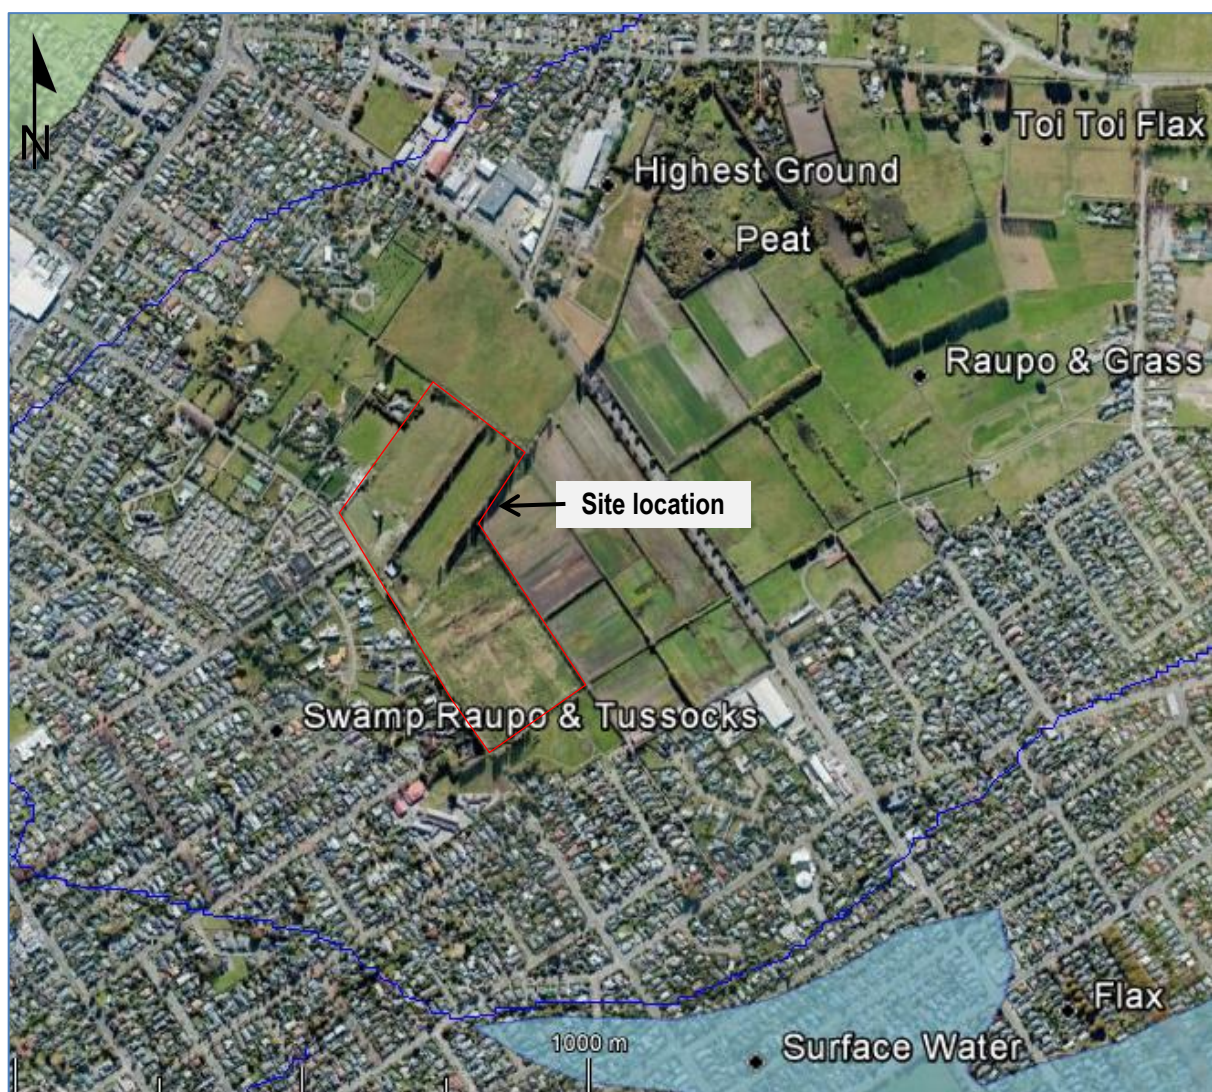 N
Toi Toi Flax
Highest Ground
Peat
Raupo & Grass
Site location
Swamp Raupo & Tussocks
Flax
1000 m
Surface Water